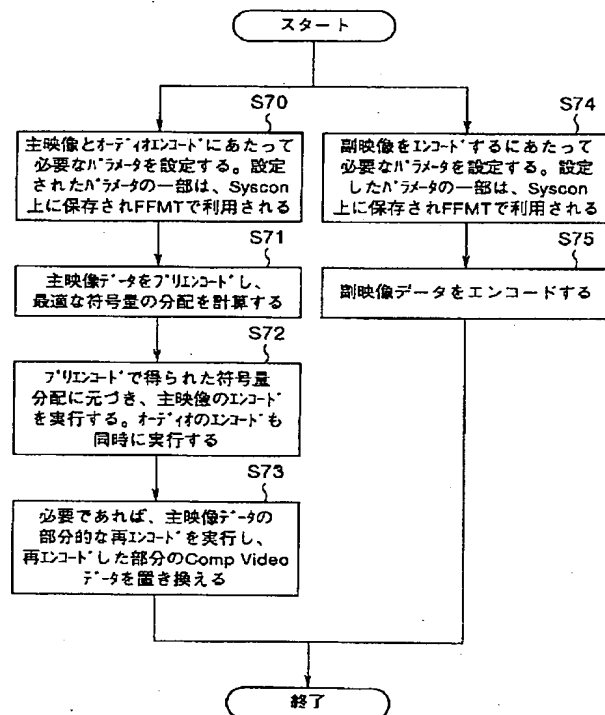 スタート
S70
主映像とオーディオエンコードにあたって
必要なパラメータを設定する。設定
されたパラメータの一部は、Syscon
上に保存されFFMTで利用される
S71
主映像データをプリエンコードし、
最適な符号量の分配を計算する
S72
プリエンコードで得られた符号量
分配に元づき、主映像のエンコード
を実行する。オーディオのエンコードも
同時に実行する
S73
必要であれば、主映像データの
部分的な再エンコードを実行し、
再エンコードした部分のComp Video
データを置き換える
S74
副映像をエンコードするにあたって
必要なパラメータを設定する。設定
したパラメータの一部は、Syscon
上に保存されFFMTで利用される
S75
副映像データをエンコードする
終了